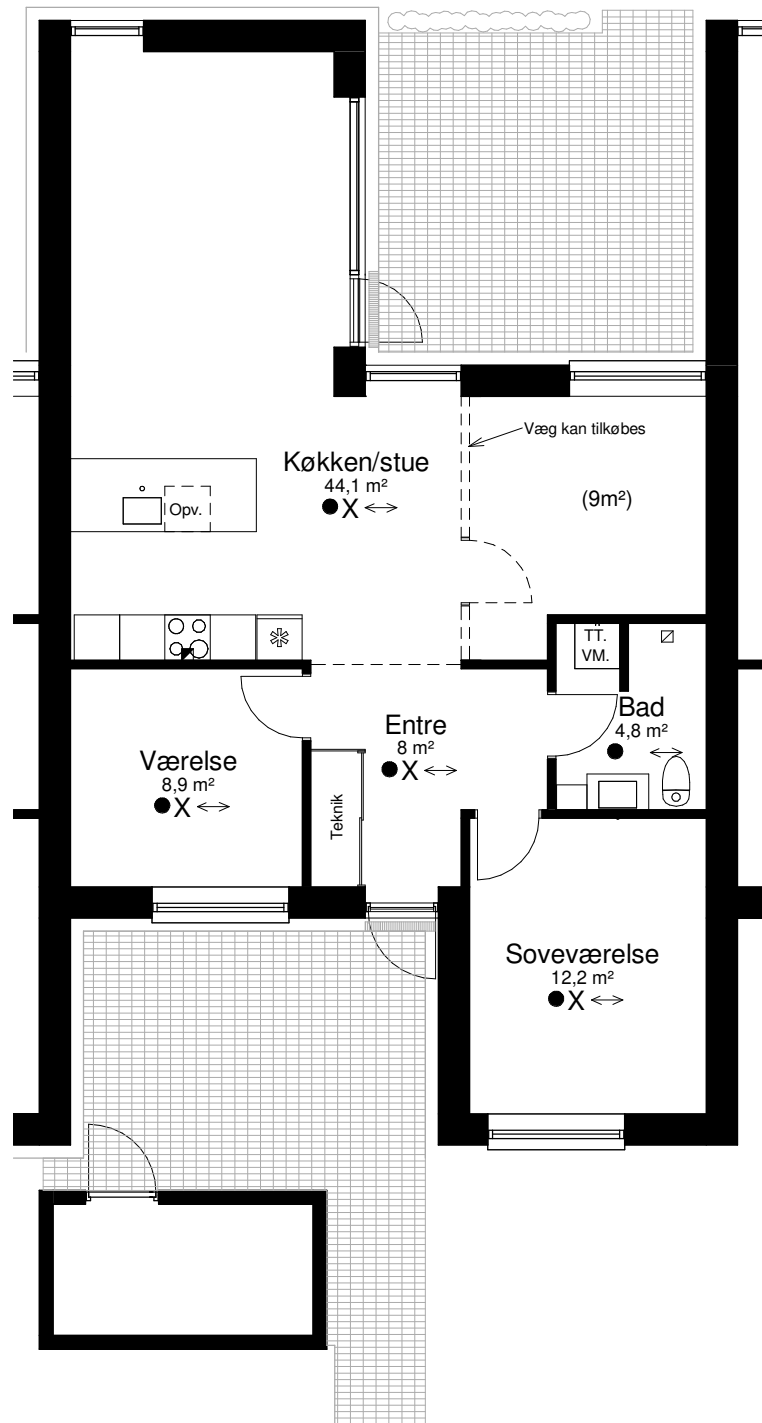 Væg kan tilkøbes
Køkken/stue
44,1 m²
X
(9m²)
Opv.
TT.
VM.
Bad
4,8 m²
Entre
8 m²
X
Værelse
8,9 m²
X
Teknik
Soveværelse
12,2 m²
X